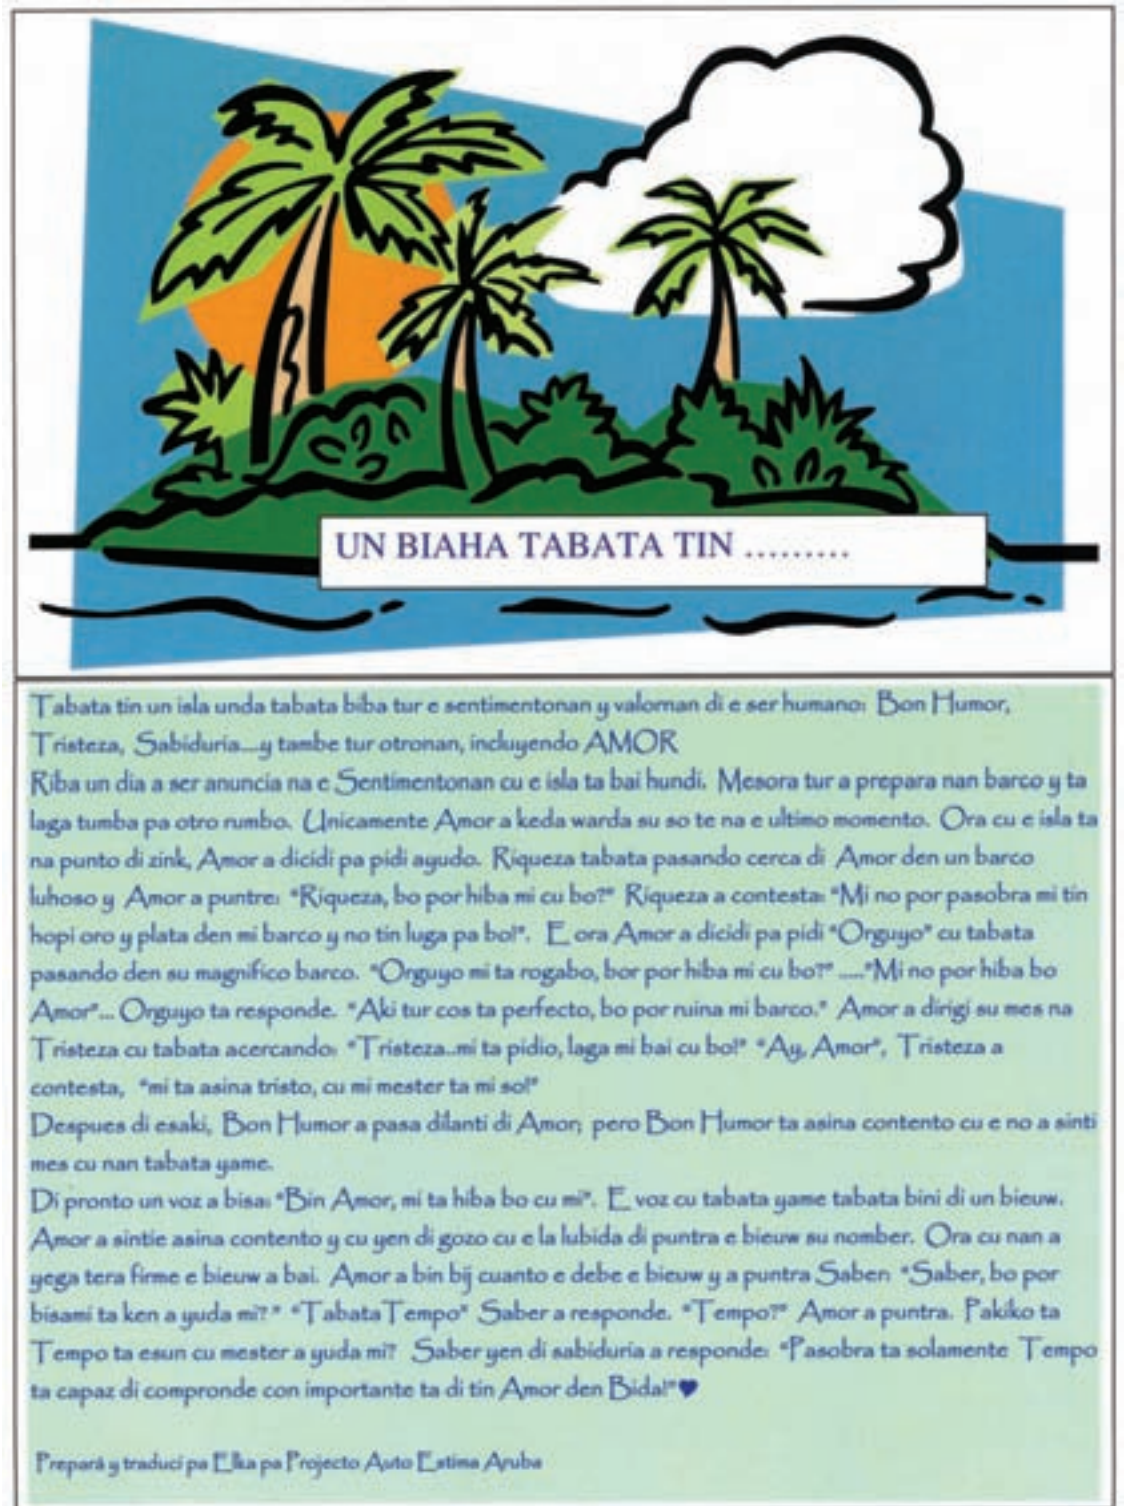 UN BIAHA TABATA TIN .........
Tabata tin un isla unda tabata biba tur e sentimentonan y valornan di e ser humano: Bon Humor,
Tristeza, Sabiduria....y tambe tur otronan, incluyendo AMOR
Riba un dia a ser anuncia na e Sentimentonan cu e isla ta bai hundi. Mesora tur a prepara nan barco y ta
laga tumba pa otro rumbo. Unicamente Amor a keda warda su so te na e ultimo momento. Ora cu e isla ta
na punto di zink, Amor a dicidi pa pidi ayudo. Riqueza tabata pasando cerca di Amor den un barco
luhoso y Amor a puntre: "Riqueza, bo por hiba mi cu bo?" Riqueza a contesta: "Mi no por pasobra mi tin
hopi oro y plata den mi barco y no tin luga pa bo!". E ora Amor a dicidi pa pidi "Orguyo" cu tabata
pasando den su magnifico barco. "Orguyo mi ta rogabo, bor por hiba mi cu bo?" ....."Mi no por hiba bo
Amor"... Orguyo ta responde. "Aki tur cos ta perfecto, bo por ruina mi barco." Amor a dirigi su mes na
Tristeza cu tabata acercando: "Tristeza..mi ta pidio, laga mi bai cu bo!" "Ay, Amor", Tristeza a
contesta, "mi ta asina tristo, cu mi mester ta mi so!"
Despues di esaki, Bon Humor a pasa dilanti di Amor; pero Bon Humor ta asina contento cu e no a sinti
mes cu nan tabata yame.
Di pronto un voz a bisa: "Bin Amor, mi ta hiba bo cu mi". E voz cu tabata yame tabata bini di un bieuw.
Amor a sintie asina contento y cu yen di gozo cu e la lubida di puntra e bieuw su nomber. Ora cu nan a
yega tera firme e bieuw a bai. Amor a bin bij cuanto e debe e bieuw y a puntra Saber: "Saber, bo por
bisami ta ken a yuda mi?" "Tabata Tempo" Saber a responde. "Tempo?" Amor a puntra. Pakiko ta
Tempo ta esun cu mester a yuda mi? Saber yen di sabiduria a responde: "Pasobra ta solamente Tempo
ta capaz di compronde con importante ta di tin Amor den Bida!"♥
Prepará y traduci pa Elka pa Projecto Auto Estima Aruba